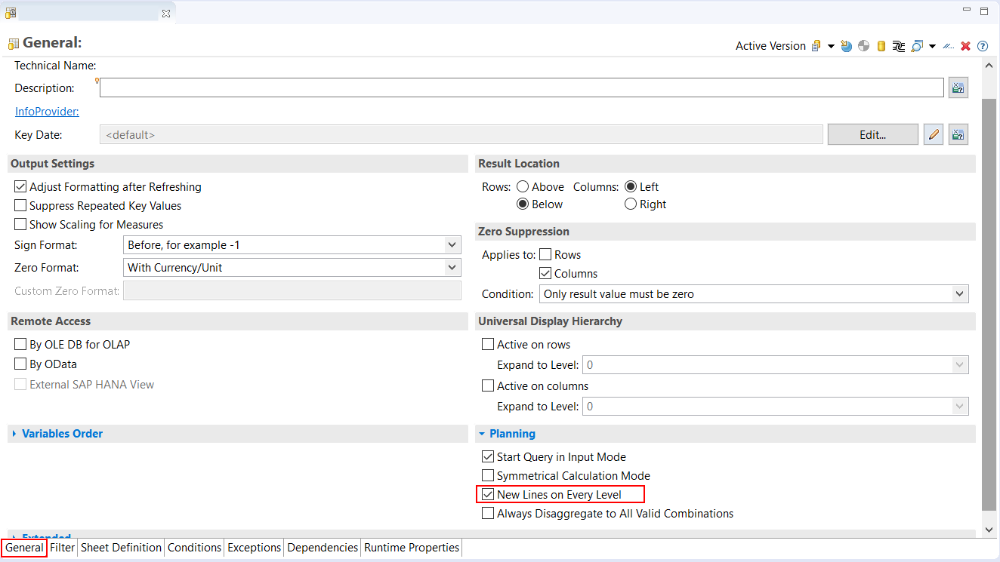 General:
Active Version
Technical Name:
Description:
InfoProvider:
Key Date:
<default>
Edit...
Output Settings
Adjust Formatting after Refreshing
Suppress Repeated Key Values
Show Scaling for Measures
Sign Format:
Before, for example -1
Zero Format:
With Currency/Unit
Custom Zero Format:
Result Location
Rows:
Above
Columns:
Left
Below
Right
Zero Suppression
Applies to:
Rows
Columns
Condition:
Only result value must be zero
Remote Access
By OLE DB for OLAP
By OData
External SAP HANA View
Universal Display Hierarchy
Active on rows
Expand to Level:
0
Active on columns
Expand to Level:
0
Variables Order
Planning
Start Query in Input Mode
Symmetrical Calculation Mode
New Lines on Every Level
Always Disaggregate to All Valid Combinations
Extended
General
Filter
Sheet Definition
Conditions
Exceptions
Dependencies
Runtime Properties